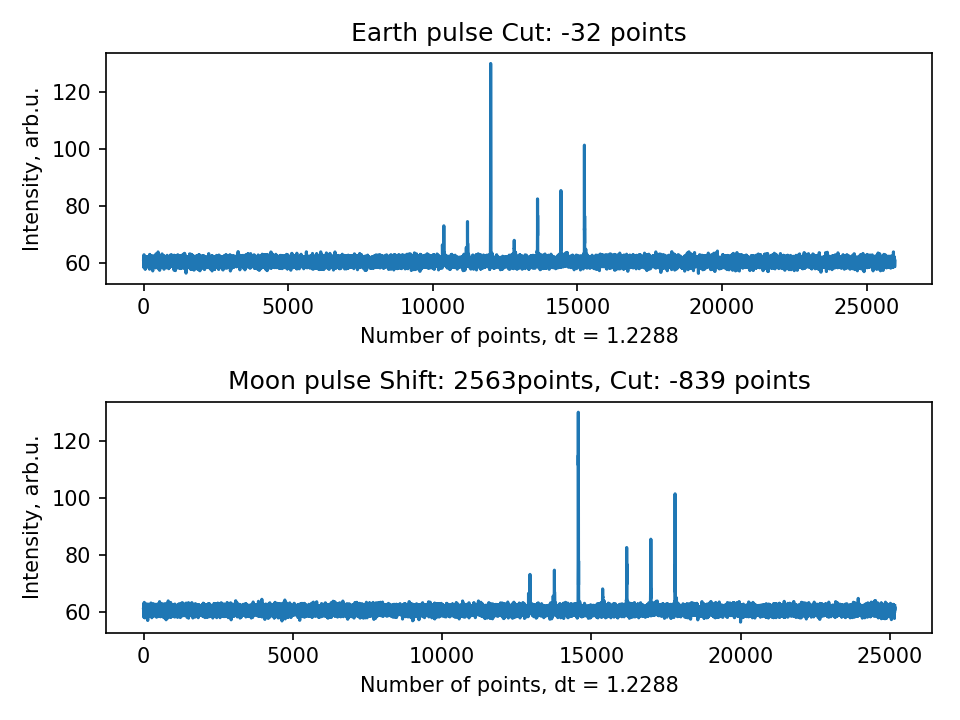 Earth pulse Cut: -32 points
Intensity, arb.u.
120
100
80
60
0 5000 10000 15000 20000 25000
Number of points, dt = 1.2288
Moon pulse Shift: 2563points, Cut: -839 points
Intensity, arb.u.
120
100
80
60
0 5000 10000 15000 20000 25000
Number of points, dt = 1.2288